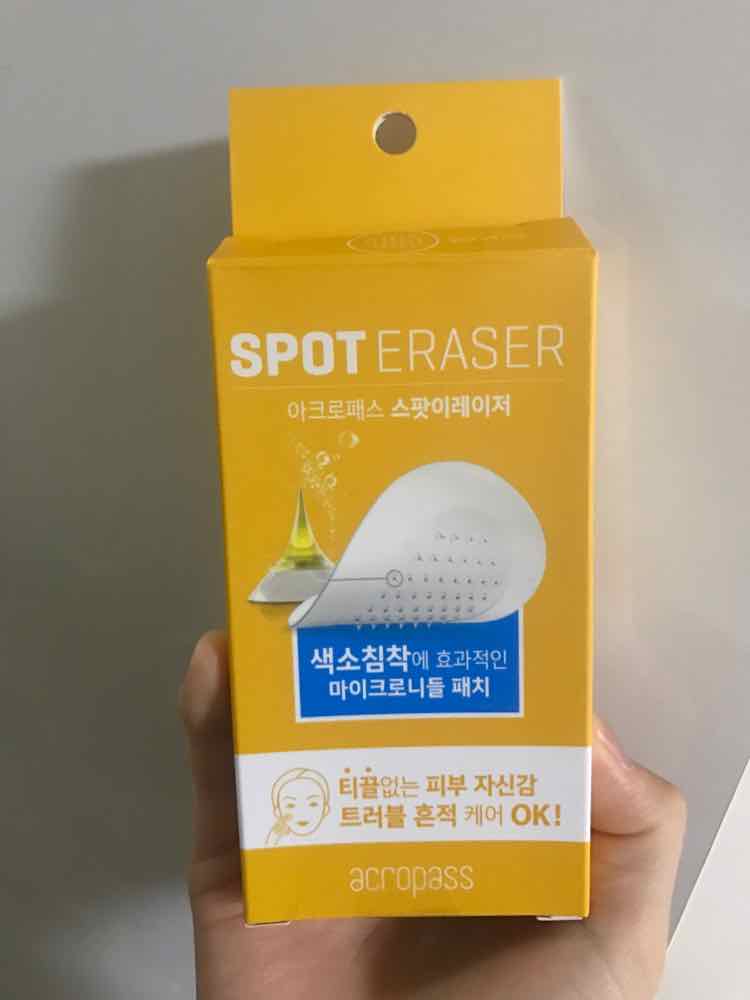 SPOT ERASER
아크로패스 스팟이레이저
색소침착에 효과적인
마이크로니들 패치
티끌없는 피부 자신감
트러블 흔적 케어 OK!
acropass